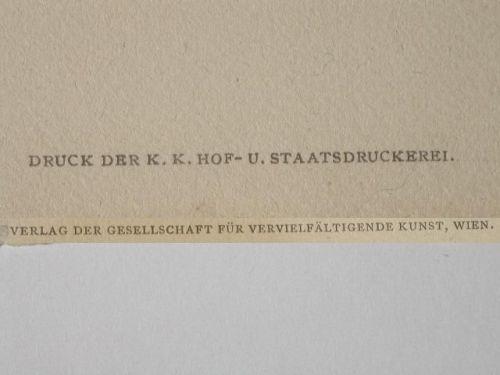 DRUCK DER K. K. HOF- U. STAATSDRUCKEREI.
VERLAG DER GESELLSCHAFT FÜR VERVIELFÄLTIGENDE KUNST, WIEN.